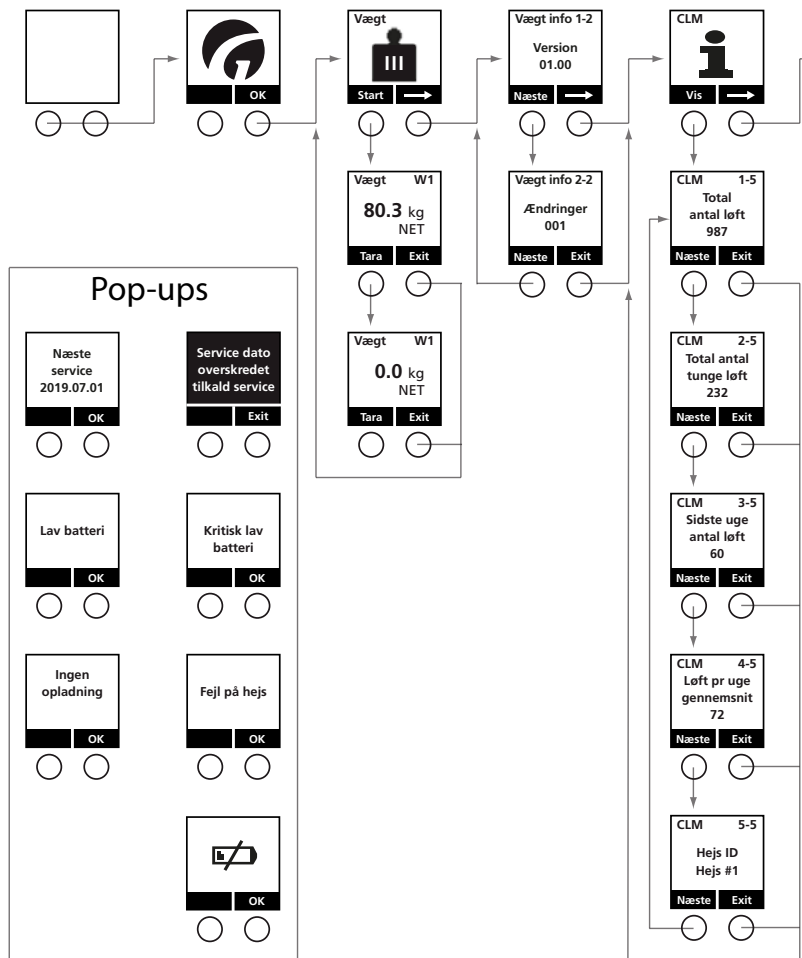 Vægt
Start
OK
Vægt info 1-2
Version
01.00
Næste
CLM
Vis
Vægt W1
80.3 kg
NET
Tara Exit
Vægt W1
0.0 kg
NET
Tara Exit
Vægt info 2-2
Ændringer
001
Næste Exit
CLM 1-5
Total
antal løft
987
Næste Exit
CLM 2-5
Total antal
tunge løft
232
Næste Exit
CLM 3-5
Sidste uge
antal løft
60
Næste Exit
CLM 4-5
Løft pr uge
gennemsnit
72
Næste Exit
CLM 5-5
Hejs ID
Hejs #1
Næste Exit
Pop-ups
Næste
service
2019.07.01
OK
Service dato
overskredet
tilkald service
Exit
Lav batteri
OK
Kritisk lav
batteri
OK
Ingen
opladning
OK
Fejl på hejs
OK
OK